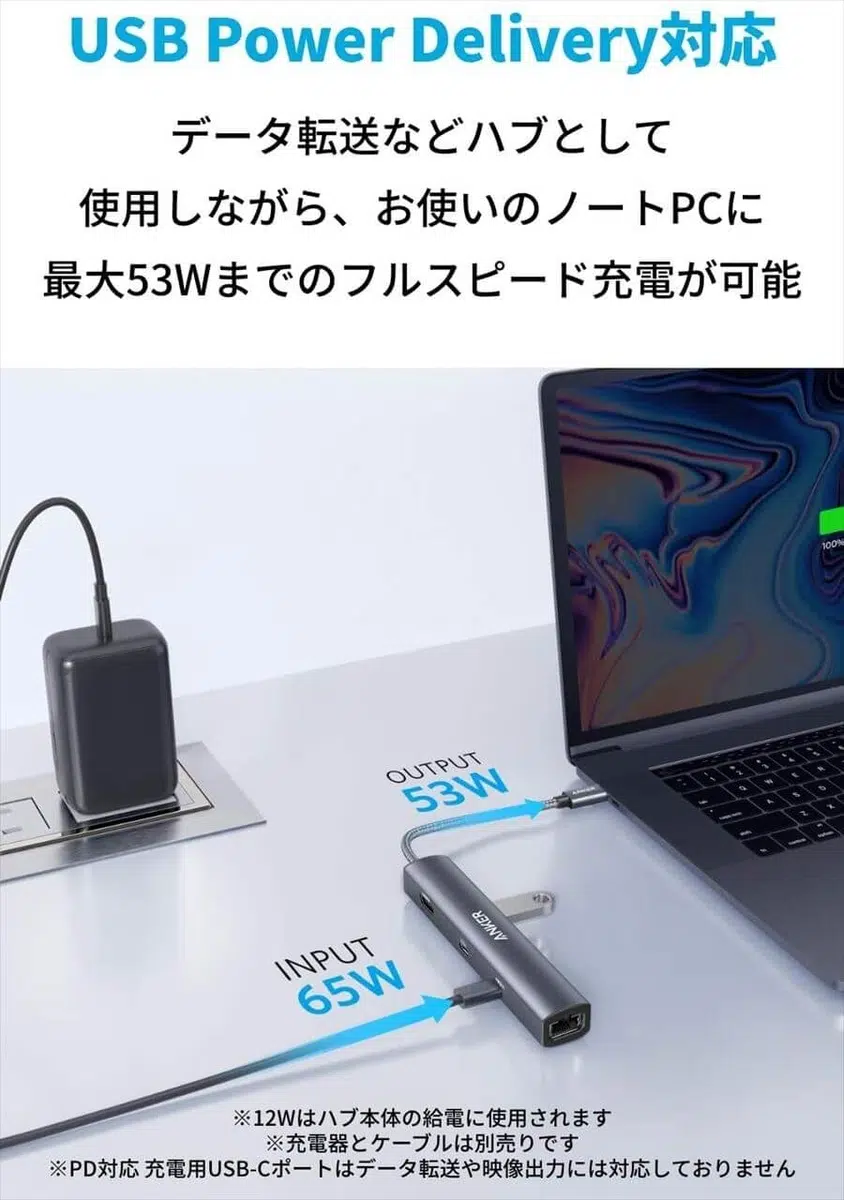 USB Power Delivery対応
データ転送などハブとして
使用しながら、お使いのノートPCに
最大53Wまでのフルスピード充電が可能
100%
OUTPUT
53W
ANKER
ANKER
INPUT
65W
※12Wはハブ本体の給電に使用されます
※充電器とケーブルは別売りです
※PD対応 充電用USB-Cポートはデータ転送や映像出力には対応しておりません